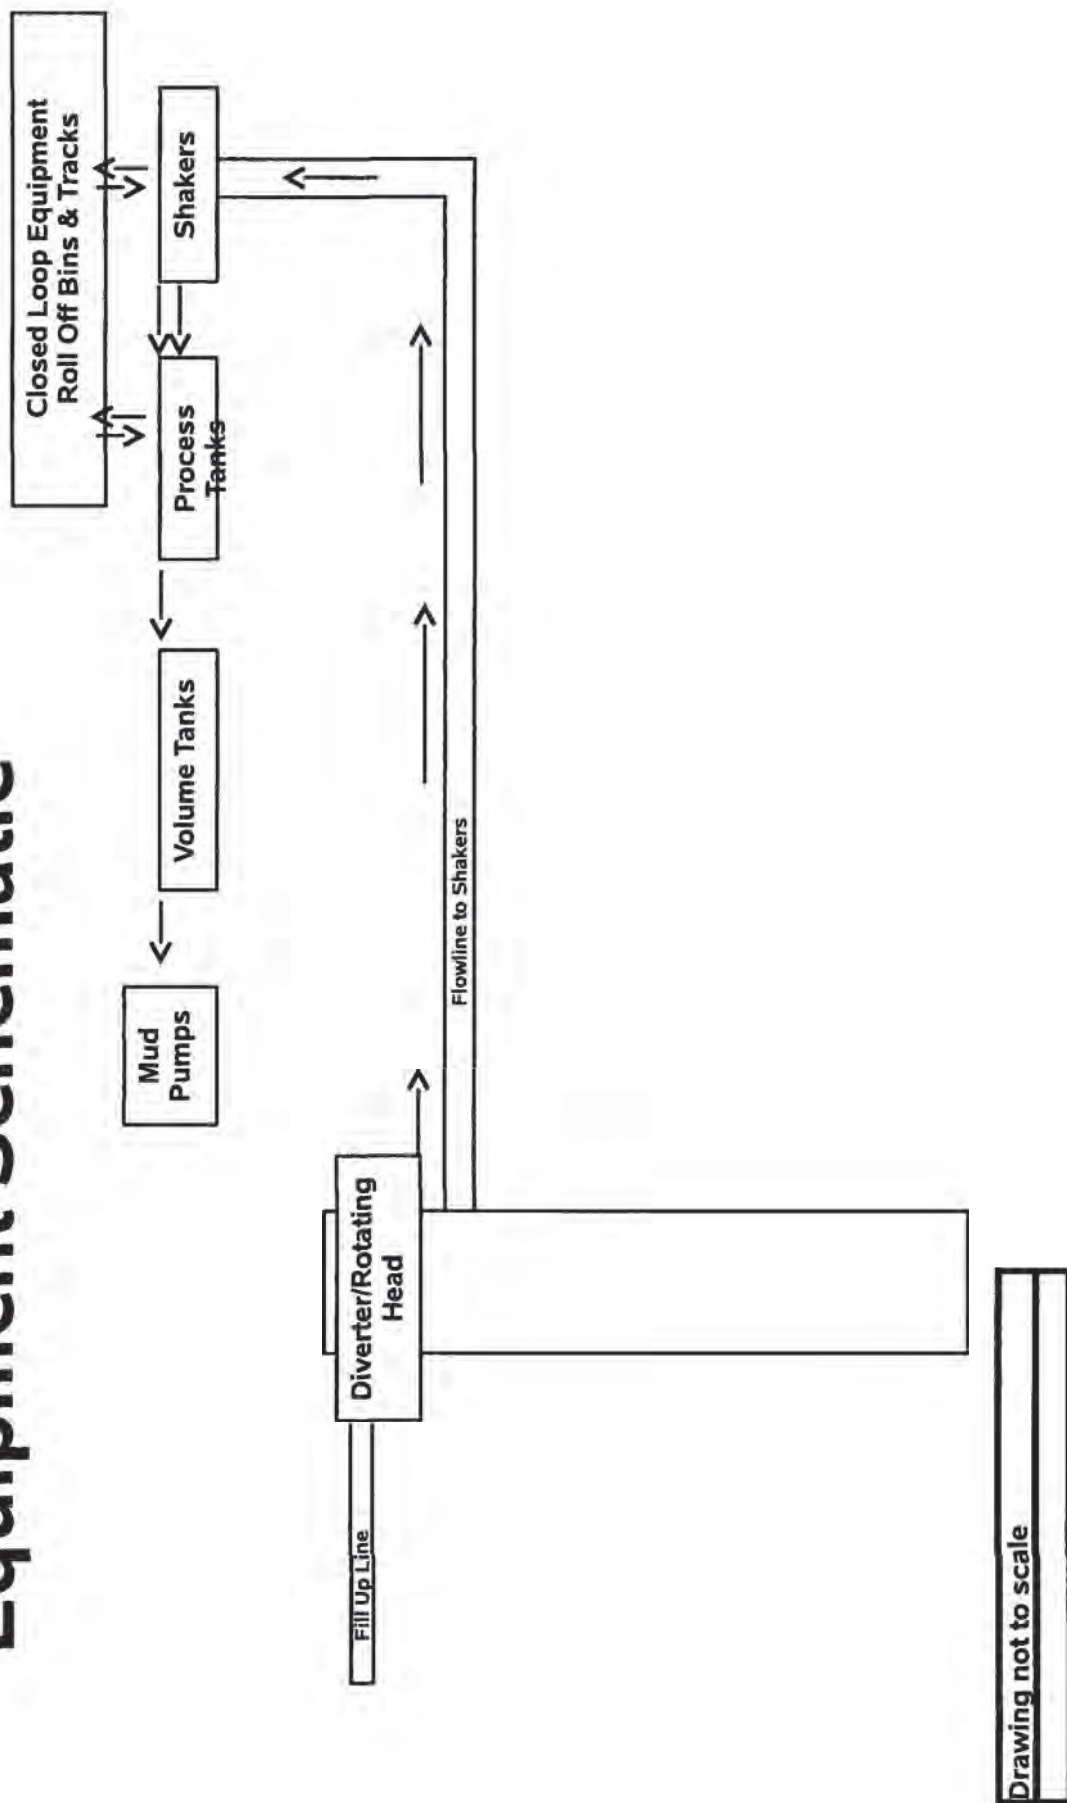 Equipment Schematic
Closed Loop Equipment
Roll Off Bins & Tracks
Mud
Pumps
Volume Tanks
Process
Tanks
Shakers
Fill Up Line
Diverter/Rotating
Head
Flowline to Shakers
Drawing not to scale